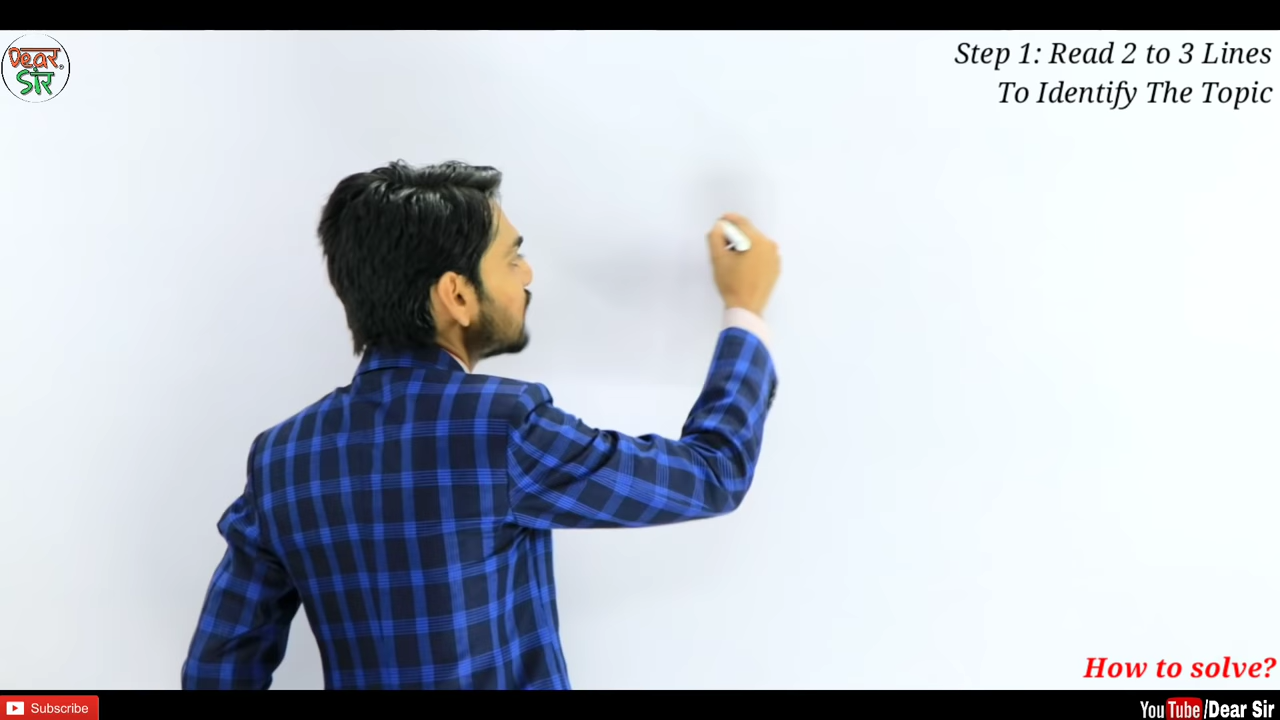 Dear
Sir
Step 1: Read 2 to 3 Lines
To Identify The Topic
How to solve?
Subscribe
YouTube/Dear Sir